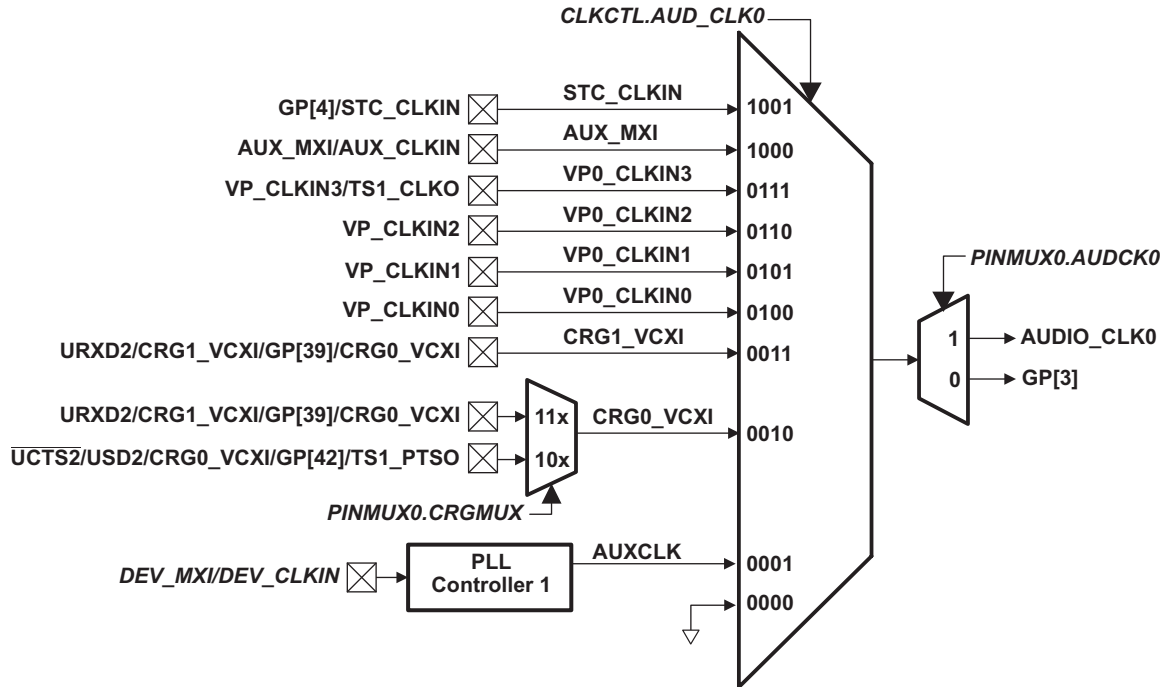 CLKCTL.AUD_CLK0
GP[4]/STC_CLKIN STC_CLKIN 1001
AUX_MXI/AUX_CLKIN AUX_MXI 1000
VP_CLKIN3/TS1_CLKO VP0_CLKIN3 0111
VP_CLKIN2 VP0_CLKIN2 0110
VP_CLKIN1 VP0_CLKIN1 0101
VP_CLKIN0 VP0_CLKIN0 0100
URXD2/CRG1_VCXI/GP[39]/CRG0_VCXI CRG1_VCXI 0011
PINMUX0.AUDCK0
1 AUDIO_CLK0
0 GP[3]
URXD2/CRG1_VCXI/GP[39]/CRG0_VCXI 11x CRG0_VCXI 0010
UCTS2/USD2/CRG0_VCXI/GP[42]/TS1_PTSO 10x
PINMUX0.CRGMUX
DEV_MXI/DEV_CLKIN PLL AUXCLK 0001
Controller 1
0000